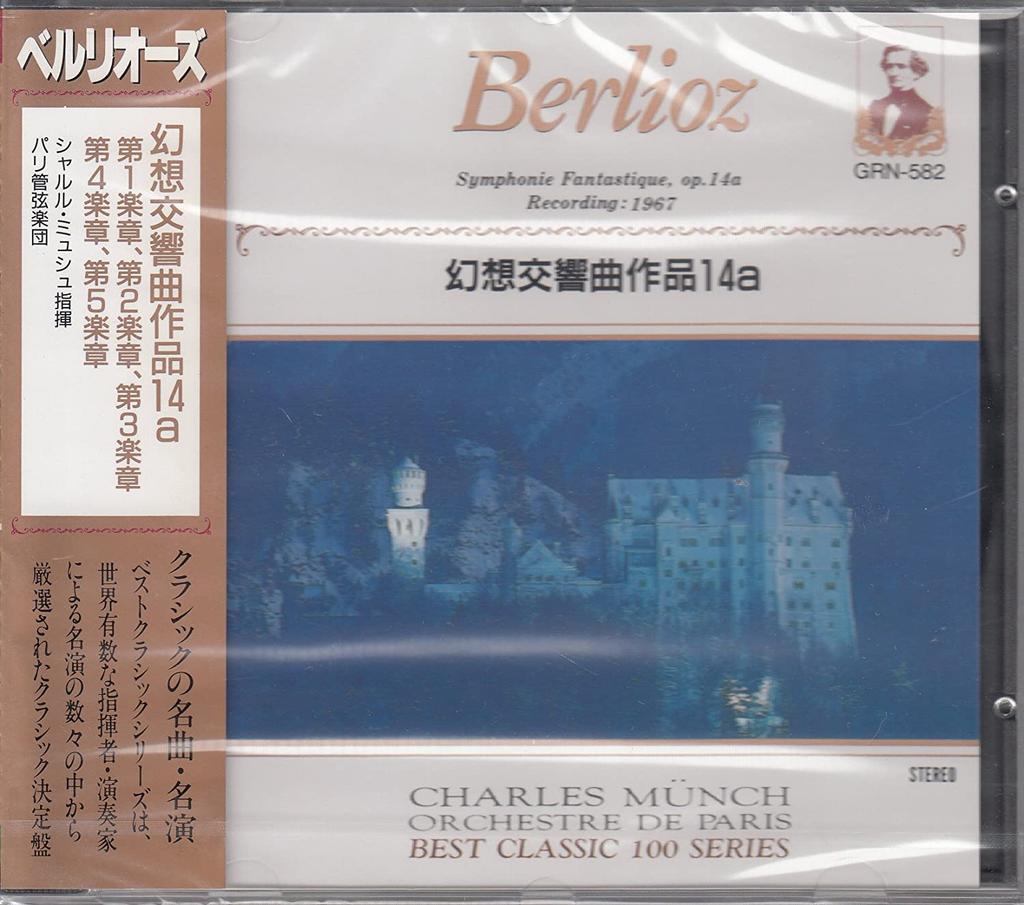 ベルリオーズ
幻想交響曲作品14a
第1楽章、第2楽章、第3楽章
第4楽章、第5楽章
シャルル・ミュシュ指揮
パリ管弦楽団
クラシックの名曲・名演
ベストクラシックシリーズは、
世界有数な指揮者・演奏家
による名演の数々の中から
厳選されたクラシック決定盤
Berlioz
GRN-582
Symphonie Fantastique, op.14a
Recording: 1967
幻想交響曲作品14a
STEREO
CHARLES MÜNCH
ORCHESTRE DE PARIS
BEST CLASSIC 100 SERIES